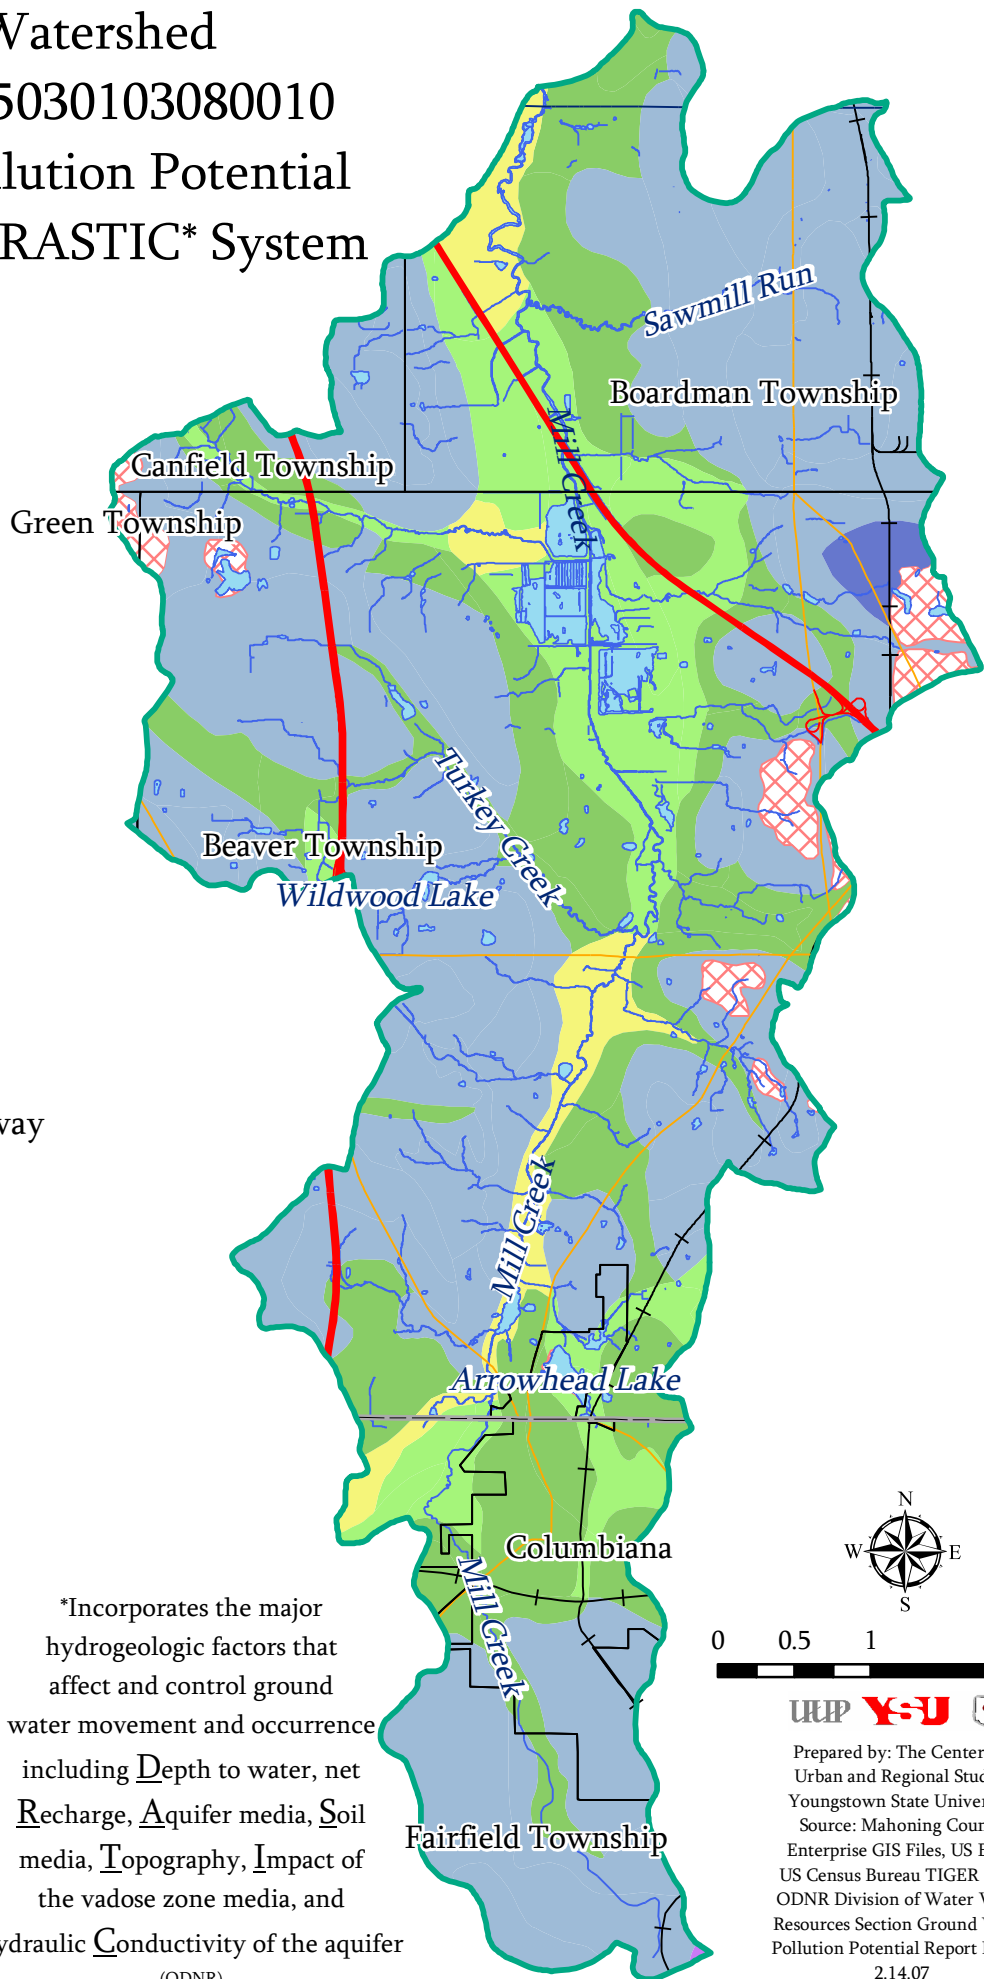 Watershed
5030103080010
lution Potential
RASTIC* System
Sawmill Run
Boardman Township
Mill Creek
Canfield Township
Green Township
Turkey Creek
Beaver Township
Wildwood Lake
way
Mill Creek
Arrowhead Lake
Columbiana
Mill Creek
Fairfield Township
N
W E
S
0 0.5 1
UUP YSU
*Incorporates the major
hydrogeologic factors that
affect and control ground
water movement and occurrence
including Depth to water, net
Recharge, Aquifer media, Soil
media, Topography, Impact of
the vadose zone media, and
ydraulic Conductivity of the aquifer
(ODNR)
Prepared by: The Center
Urban and Regional Stud
Youngstown State Univer
Source: Mahoning Coun
Enterprise GIS Files, US E
US Census Bureau TIGER
ODNR Division of Water
Resources Section Ground
Pollution Potential Report
2.14.07